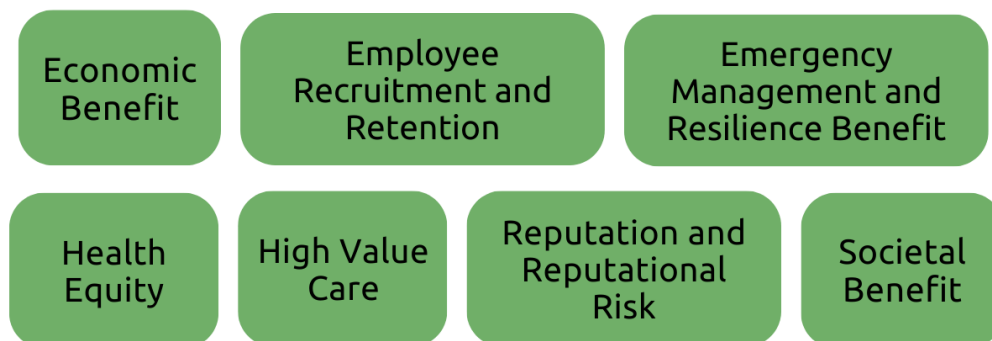 Economic
Benefit
Employee
Recruitment and
Retention
Emergency
Management and
Resilience Benefit
Health
Equity
High Value
Care
Reputation and
Reputational
Risk
Societal
Benefit